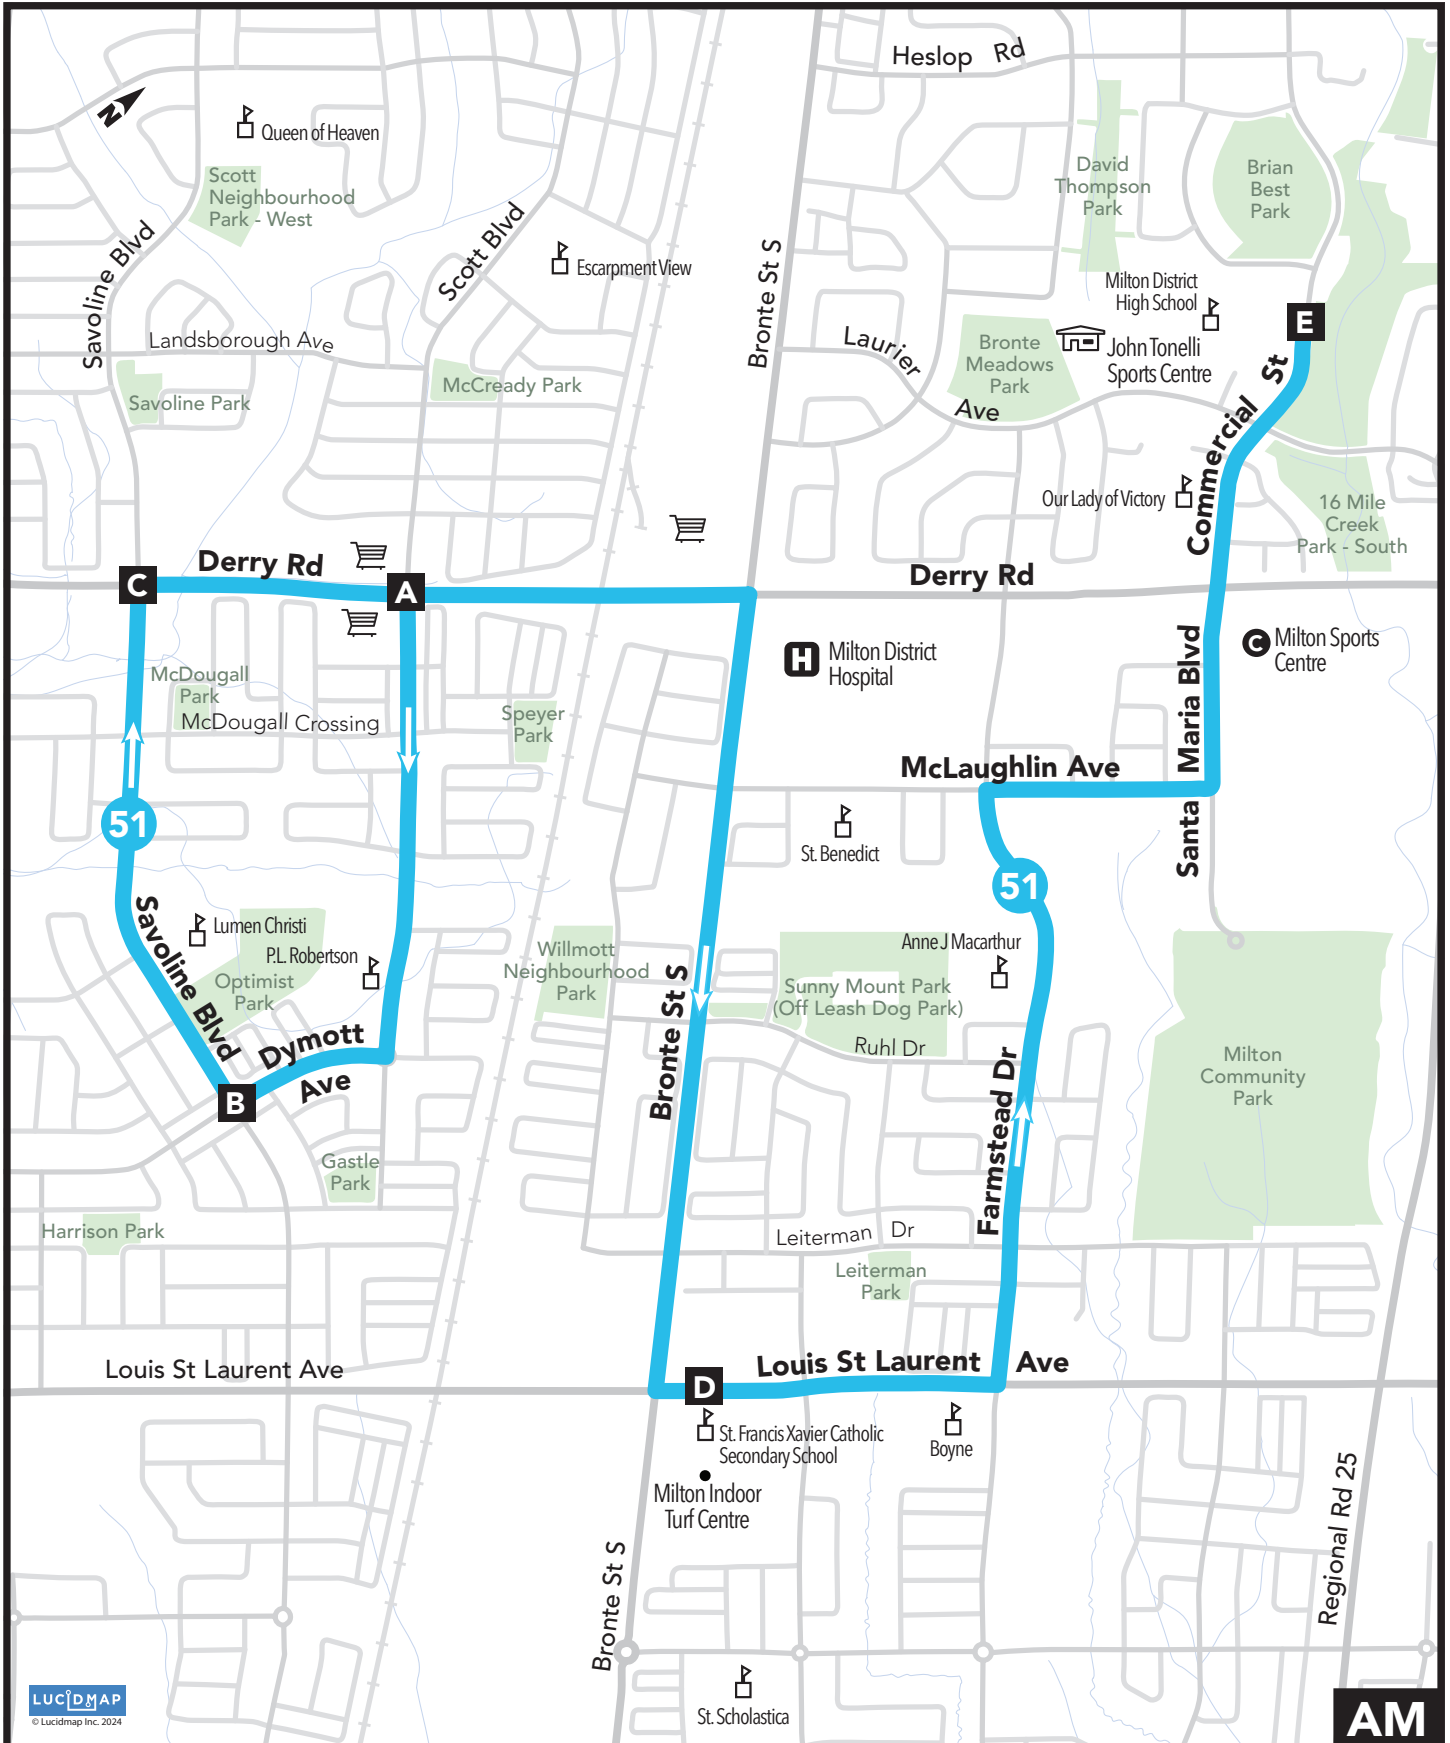 Heslop Rd
N
Queen of Heaven
Scott
Neighbourhood
Park - West
David
Thompson
Park
Brian
Best
Park
Savoline Blvd
Scott Blvd
Escarpment View
Bronte St S
Milton District
High School
E
Landsborough Ave
Laurier
Ave
Bronte
Meadows
Park
John Tonelli
Sports Centre
McCready Park
Savoline Park
Commercial St
Our Lady of Victory
16 Mile
Creek
Park - South
Derry Rd
Derry Rd
C
A
H
Milton District
Hospital
C
Milton Sports
Centre
McDougall
Park
McDougall Crossing
Speyer
Park
Santa Maria Blvd
McLaughlin Ave
51
St. Benedict
51
Savoline Blvd
Lumen Christi
P.L. Robertson
Optimist
Park
Willmott
Neighbourhood
Park
Anne J Macarthur
Sunny Mount Park
(Off Leash Dog Park)
Ruhl Dr
Bronte St S
Dymott
Ave
B
Milton
Community
Park
Farmstead Dr
Gastle
Park
Harrison Park
Leiterman Dr
Leiterman
Park
Louis St Laurent Ave
Louis St Laurent Ave
D
St. Francis Xavier Catholic
Secondary School
Boyne
Milton Indoor
Turf Centre
Bronte St S
Regional Rd 25
St. Scholastica
LUCIDMAP
© Lucidmap Inc. 2024
AM